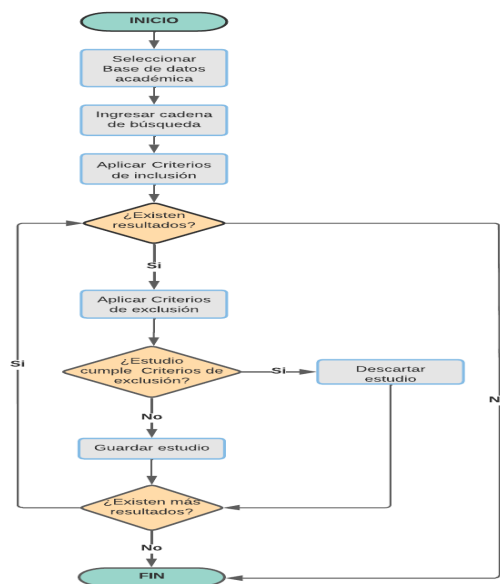 INICIO
Seleccionar
Base de datos
académica
Ingresar cadena
de búsqueda
Aplicar Criterios
de inclusión
¿Existen
resultados?
Si
Aplicar Criterios
de exclusión
¿Estudio
cumple Criterios de
exclusión?
Si
Descartar
estudio
Si
N
No
Guardar estudio
¿Existen más
resultados?
No
FIN